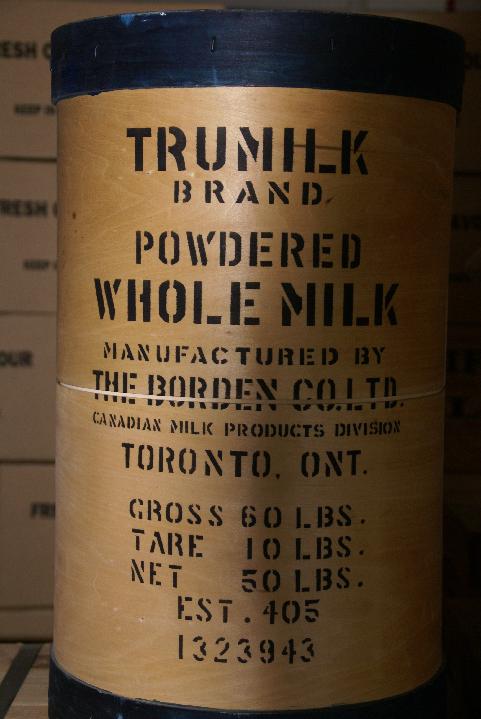 TRUMILK
BRAND
POWDERED
WHOLE MILK
MANUFACTURED BY
THE BORDEN CO. LTD.
CANADIAN MILK PRODUCTS DIVISION
TORONTO, ONT.
GROSS 60 LBS.
TARE 10 LBS.
NET 50 LBS.
EST. 405
1323943